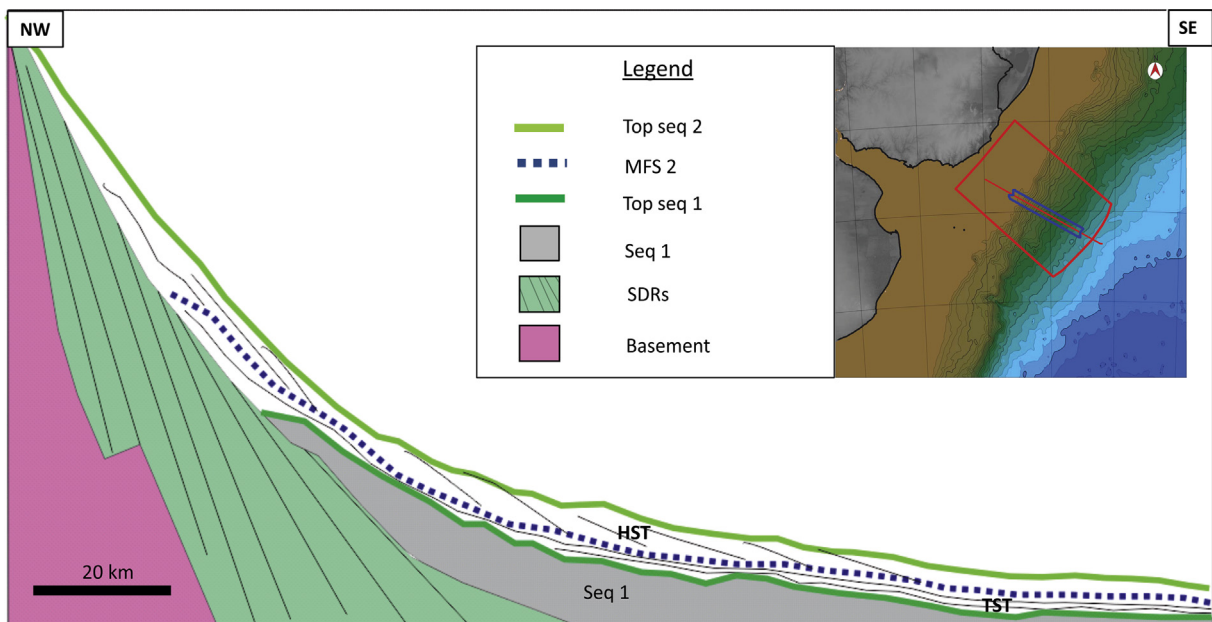 NW
SE
Legend
Top seq 2
MFS 2
Top seq 1
Seq 1
SDRs
Basement
HST
Seq 1
TST
20 km